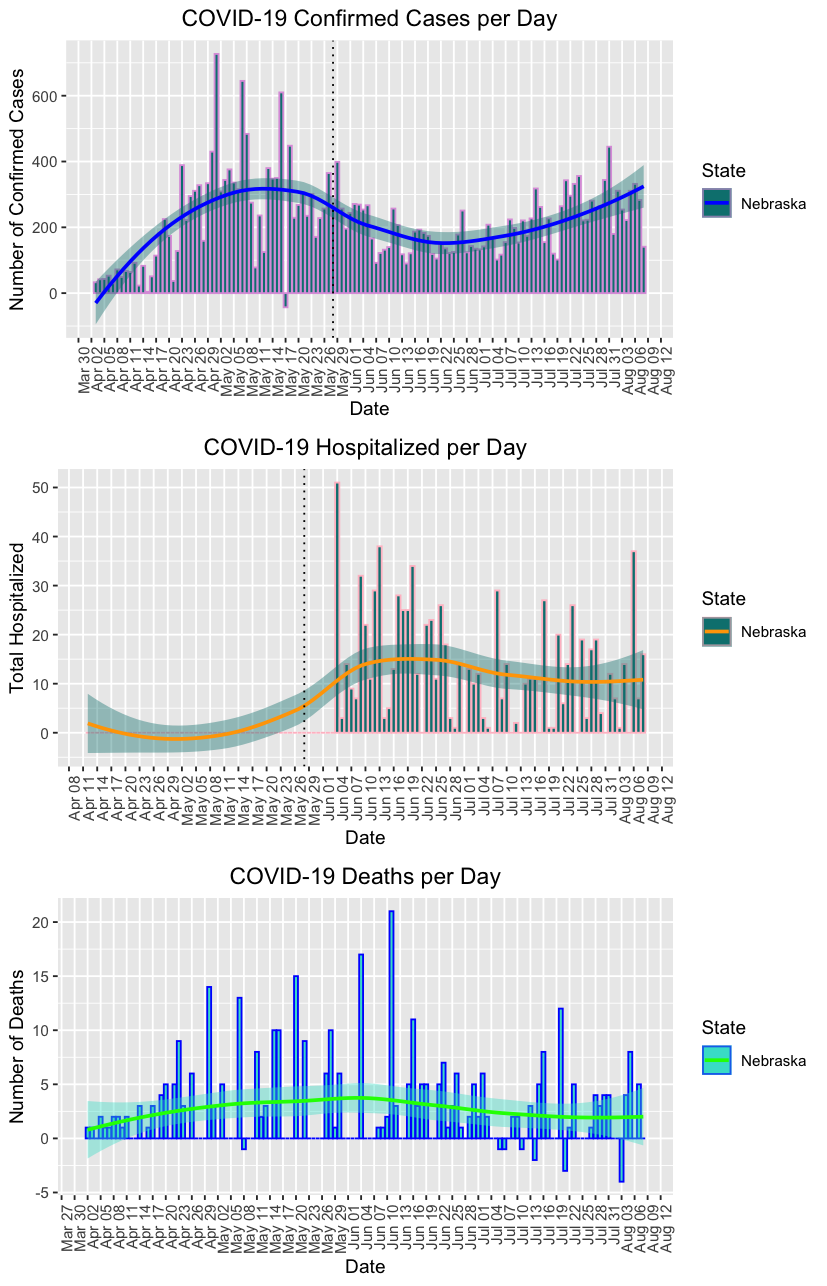 COVID-19 Confirmed Cases per Day
Number of Confirmed Cases
600
400
200
0
Mar 30
Apr 02
Apr 05
Apr 08
Apr 11
Apr 14
Apr 17
Apr 20
Apr 23
Apr 26
Apr 29
May 02
May 05
May 08
May 11
May 14
May 17
May 20
May 23
May 26
May 29
Jun 01
Jun 04
Jun 07
Jun 10
Jun 13
Jun 16
Jun 19
Jun 22
Jun 25
Jun 28
Jul 01
Jul 04
Jul 07
Jul 10
Jul 13
Jul 16
Jul 19
Jul 22
Jul 25
Jul 28
Jul 31
Aug 03
Aug 06
Aug 09
Aug 12
Date
State
Nebraska
COVID-19 Hospitalized per Day
Total Hospitalized
50
40
30
20
10
0
Apr 08
Apr 11
Apr 14
Apr 17
Apr 20
Apr 23
Apr 26
Apr 29
May 02
May 05
May 08
May 11
May 14
May 17
May 20
May 23
May 26
May 29
Jun 01
Jun 04
Jun 07
Jun 10
Jun 13
Jun 16
Jun 19
Jun 22
Jun 25
Jun 28
Jul 01
Jul 04
Jul 07
Jul 10
Jul 13
Jul 16
Jul 19
Jul 22
Jul 25
Jul 28
Jul 31
Aug 03
Aug 06
Aug 09
Aug 12
Date
State
Nebraska
COVID-19 Deaths per Day
Number of Deaths
20
15
10
5
0
-5
Mar 27
Mar 30
Apr 02
Apr 05
Apr 08
Apr 11
Apr 14
Apr 17
Apr 20
Apr 23
Apr 26
Apr 29
May 02
May 05
May 08
May 11
May 14
May 17
May 20
May 23
May 26
May 29
Jun 01
Jun 04
Jun 07
Jun 10
Jun 13
Jun 16
Jun 19
Jun 22
Jun 25
Jun 28
Jul 01
Jul 04
Jul 07
Jul 10
Jul 13
Jul 16
Jul 19
Jul 22
Jul 25
Jul 28
Jul 31
Aug 03
Aug 06
Aug 09
Aug 12
Date
State
Nebraska